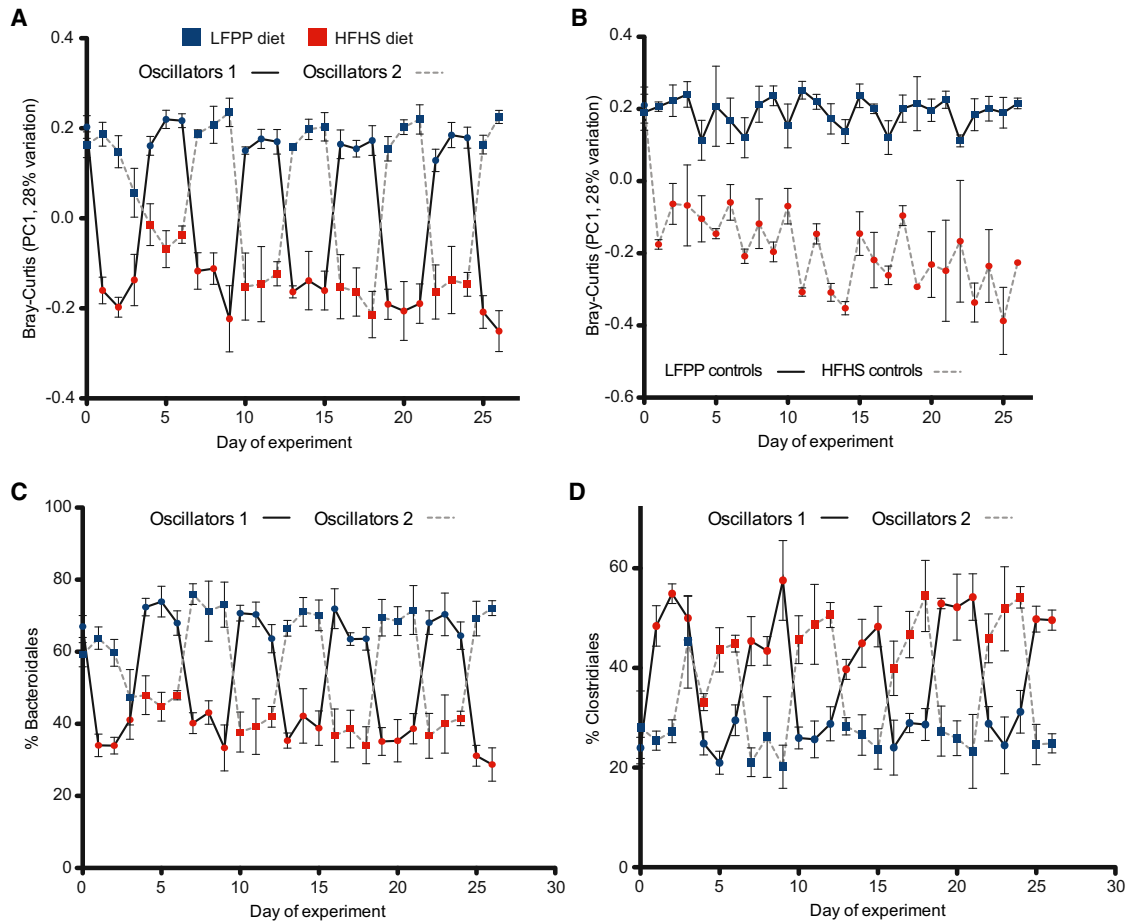 A
LFPP diet
HFHS diet
Oscillators 1
Oscillators 2
Bray-Curtis (PC1, 28% variation)
0.4
0.2
0.0
-0.2
-0.4
0 5 10 15 20 25
Day of experiment
B
Bray-Curtis (PC1, 28% variation)
0.4
0.2
0.0
-0.2
-0.4
-0.6
LFPP controls
HFHS controls
0 5 10 15 20 25
Day of experiment
C
Oscillators 1
Oscillators 2
% Bacteroidales
100
80
60
40
20
0
0 5 10 15 20 25 30
Day of experiment
D
Oscillators 1
Oscillators 2
% Clostridiales
60
40
20
0
0 5 10 15 20 25 30
Day of experiment